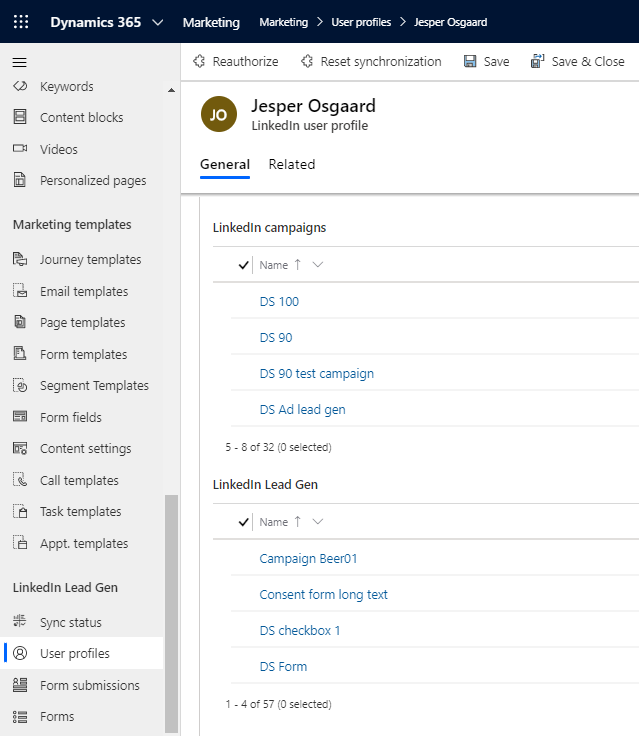 Dynamics 365 Marketing Marketing > User profiles > Jesper Osgaard
Reauthorize Reset synchronization Save Save & Close
Keywords
Content blocks
Videos
Personalized pages
Marketing templates
Journey templates
Email templates
Page templates
Form templates
Segment Templates
Form fields
Content settings
Call templates
Task templates
Appt. templates
LinkedIn Lead Gen
Sync status
User profiles
Form submissions
Forms
JO
Jesper Osgaard
LinkedIn user profile
General Related
LinkedIn campaigns
Name ↑
DS 100
DS 90
DS 90 test campaign
DS Ad lead gen
5 - 8 of 32 (0 selected)
LinkedIn Lead Gen
Name ↑
Campaign Beer01
Consent form long text
DS checkbox 1
DS Form
1 - 4 of 57 (0 selected)